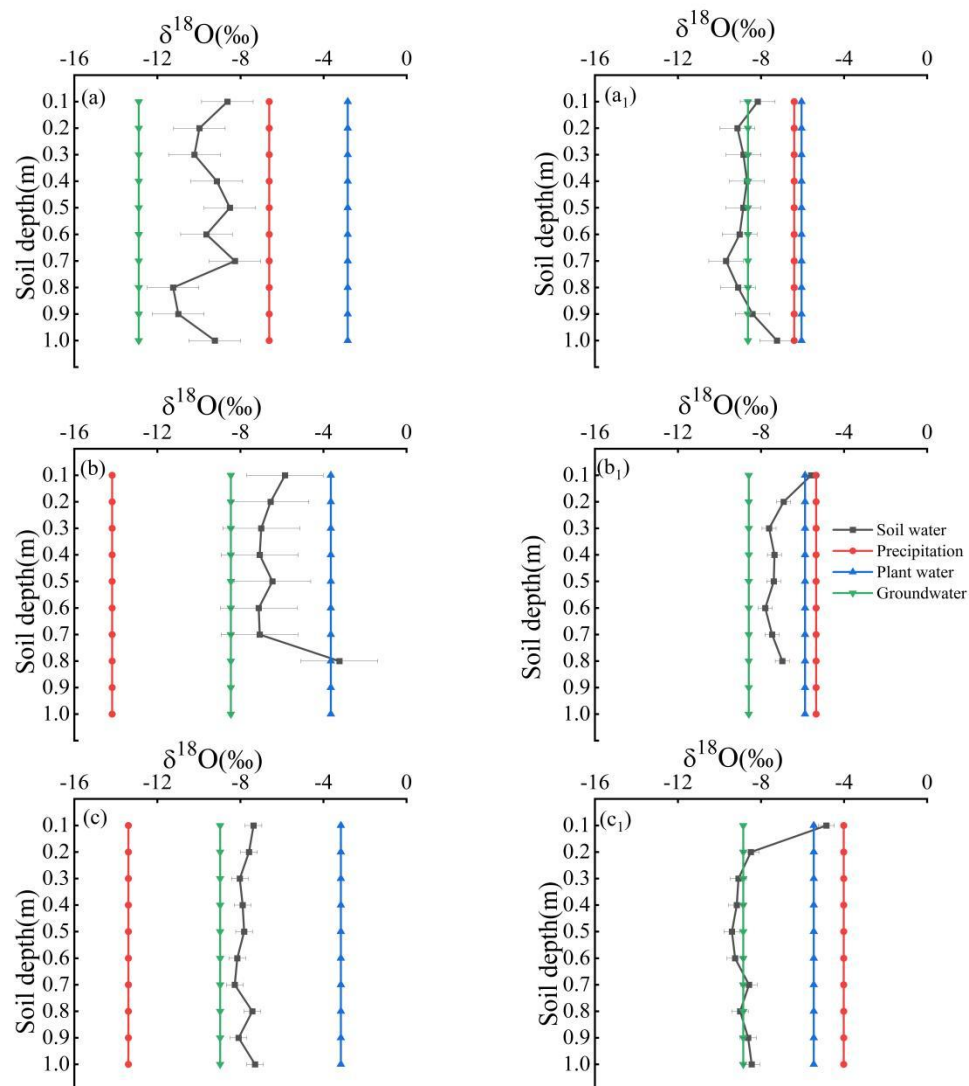 δ¹⁸O(‰)
-16 -12 -8 -4 0
(a)
Soil depth(m)
0.1
0.2
0.3
0.4
0.5
0.6
0.7
0.8
0.9
1.0
δ¹⁸O(‰)
-16 -12 -8 -4 0
(a₁)
Soil depth(m)
0.1
0.2
0.3
0.4
0.5
0.6
0.7
0.8
0.9
1.0
δ¹⁸O(‰)
-16 -12 -8 -4 0
(b)
Soil depth(m)
0.1
0.2
0.3
0.4
0.5
0.6
0.7
0.8
0.9
1.0
δ¹⁸O(‰)
-16 -12 -8 -4 0
(b₁)
Soil depth(m)
0.1
0.2
0.3
0.4
0.5
0.6
0.7
0.8
0.9
1.0
Soil water
Precipitation
Plant water
Groundwater
δ¹⁸O(‰)
-16 -12 -8 -4 0
(c)
Soil depth(m)
0.1
0.2
0.3
0.4
0.5
0.6
0.7
0.8
0.9
1.0
δ¹⁸O(‰)
-16 -12 -8 -4 0
(c₁)
Soil depth(m)
0.1
0.2
0.3
0.4
0.5
0.6
0.7
0.8
0.9
1.0